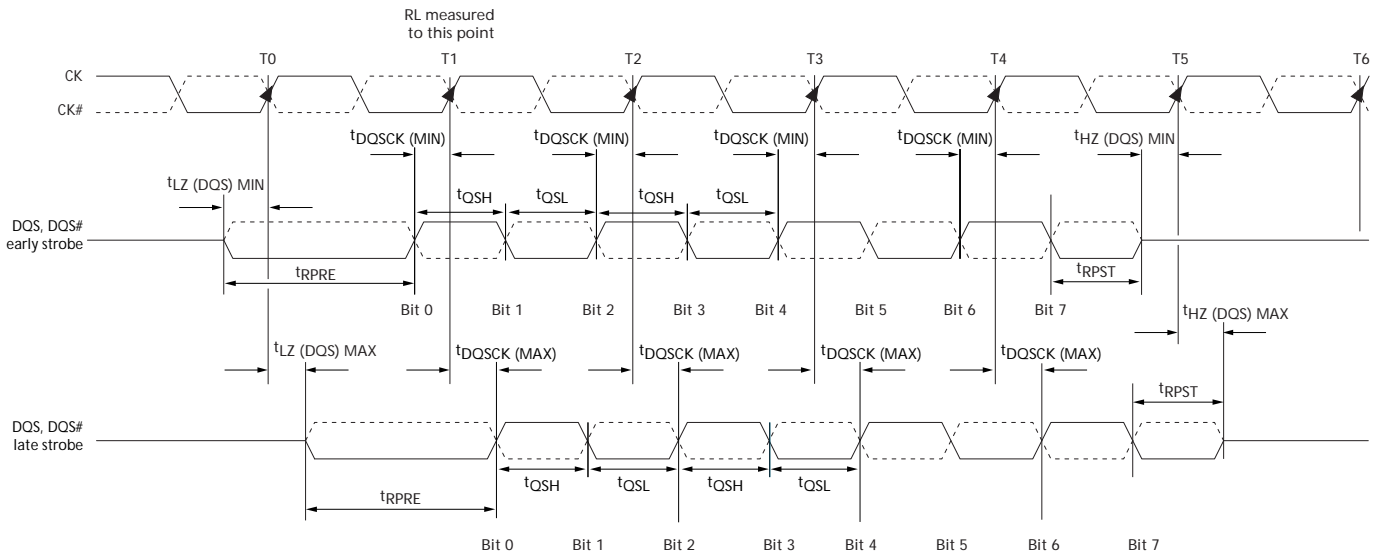 RL measured
to this point
T0 T1 T2 T3 T4 T5 T6
CK
CK#
tDQSCK (MIN) tDQSCK (MIN) tDQSCK (MIN) tDQSCK (MIN) tHZ (DQS) MIN
tLZ (DQS) MIN
tQSH tQSL tQSH tQSL
DQS, DQS#
early strobe
tRPRE tRPST
Bit 0 Bit 1 Bit 2 Bit 3 Bit 4 Bit 5 Bit 6 Bit 7
tHZ (DQS) MAX
tLZ (DQS) MAX tDQSCK (MAX) tDQSCK (MAX) tDQSCK (MAX) tDQSCK (MAX)
tRPST
DQS, DQS#
late strobe
tQSH tQSL tQSH tQSL
tRPRE
Bit 0 Bit 1 Bit 2 Bit 3 Bit 4 Bit 5 Bit 6 Bit 7